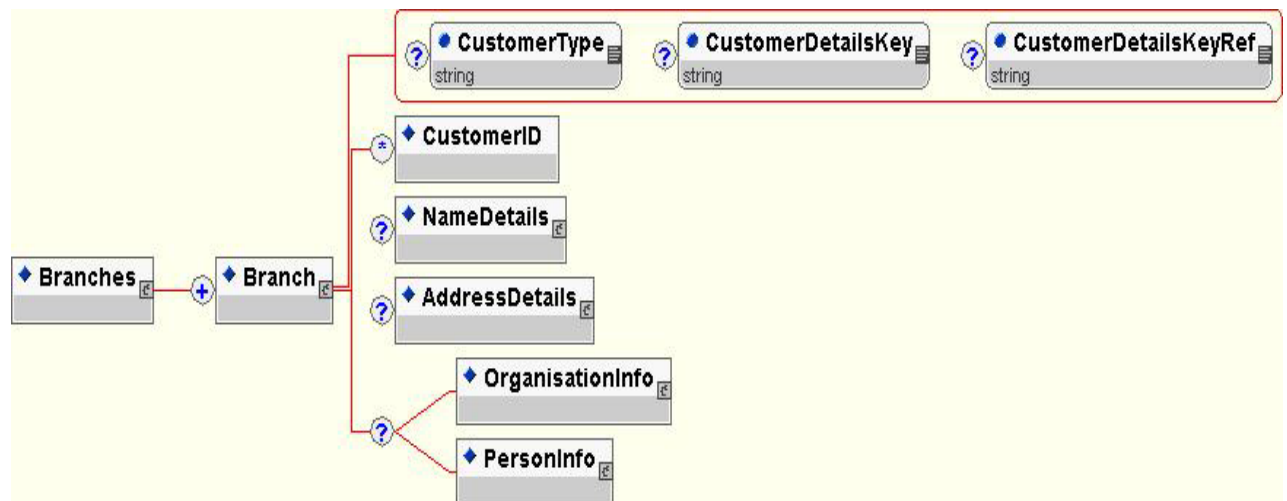 ? CustomerType ? CustomerDetailsKey ? CustomerDetailsKeyRef
string string string
* CustomerID
? NameDetails
Branches + Branch
? AddressDetails
OrganisationInfo
?
PersonInfo